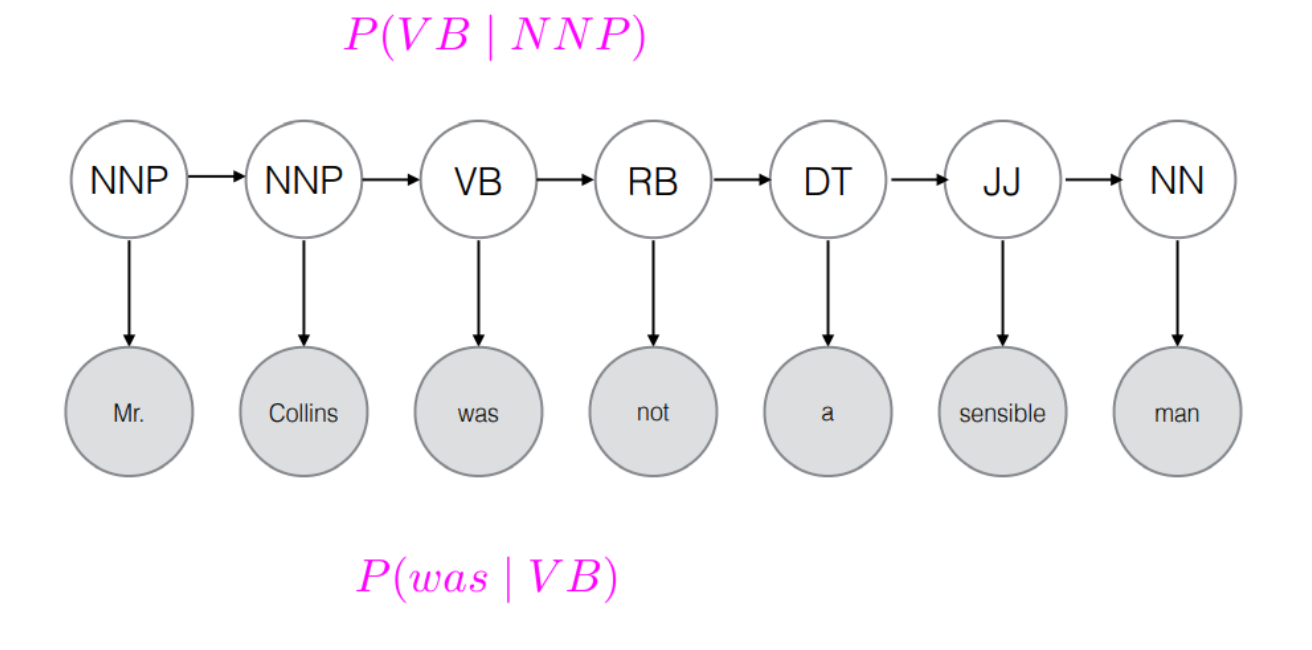 P(VB | NNP)
NNP NNP VB RB DT JJ NN
Mr. Collins was not a sensible man
P(was | VB)